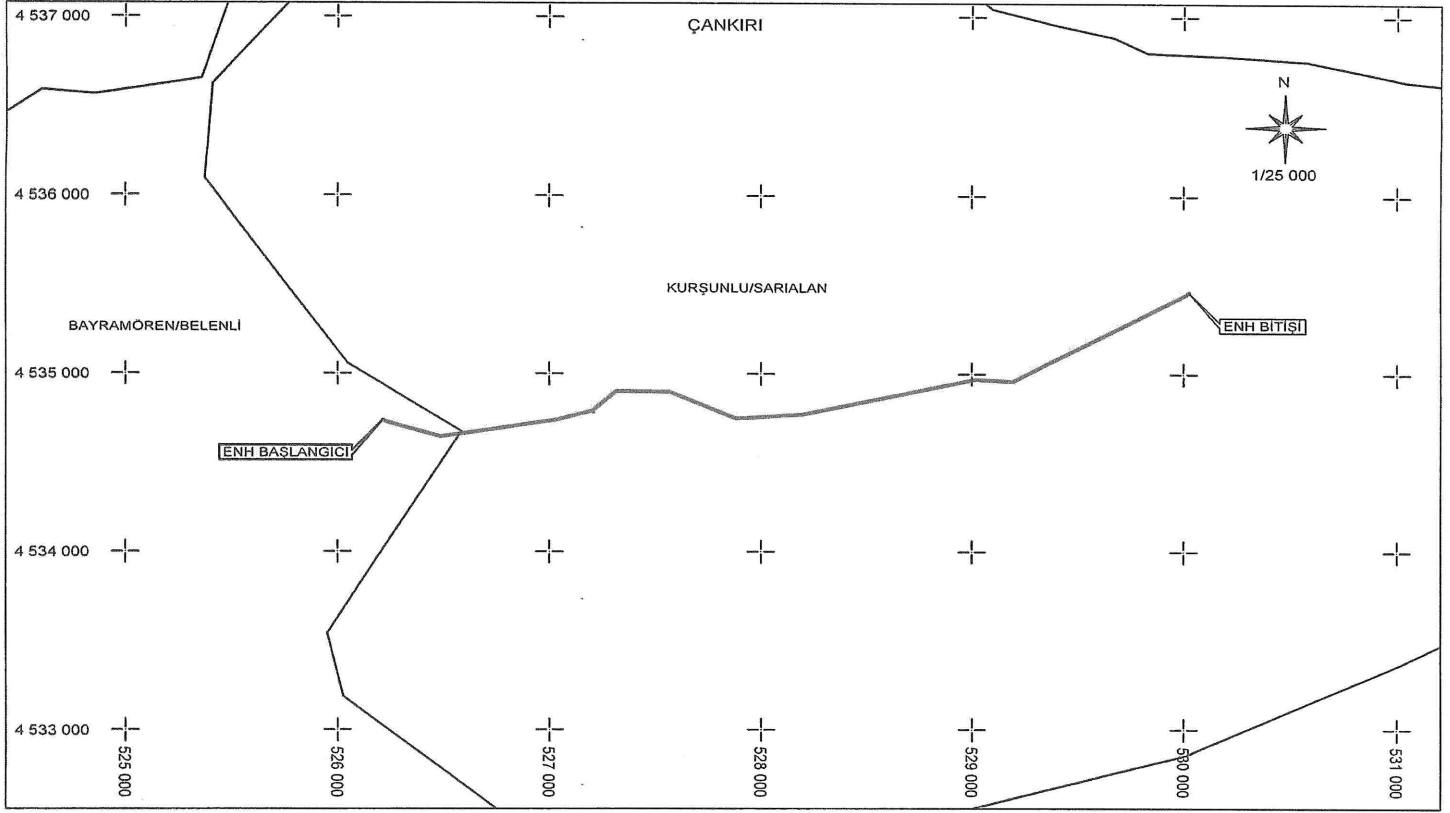 4 537 000
ÇANKIRI
N
1/25 000
4 536 000
KURŞUNLU/SARIALAN
BAYRAMÖREN/BELENLİ
ENH BİTİŞİ
4 535 000
ENH BAŞLANGICI
4 534 000
4 533 000
525 000
526 000
527 000
528 000
529 000
530 000
531 000